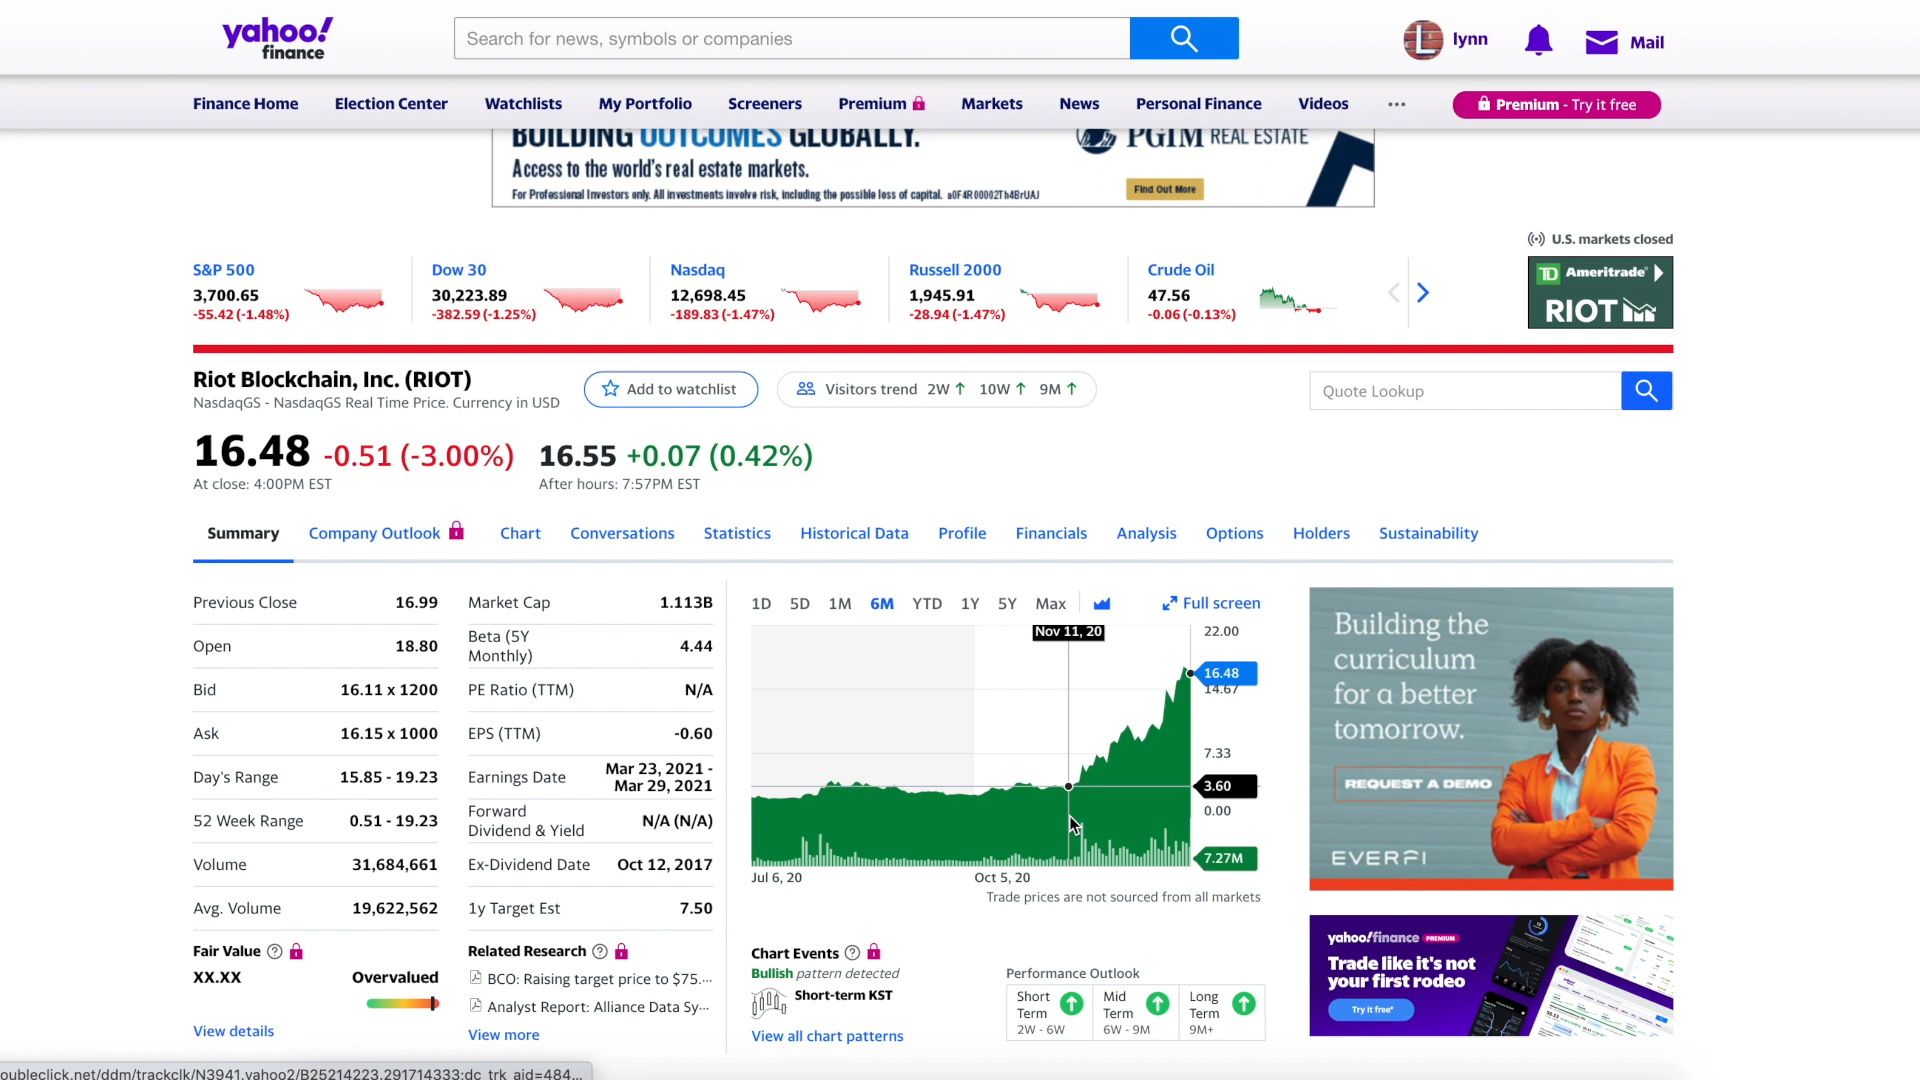 yahoo!
finance
Search for news, symbols or companies
L
lynn
Mail
Finance Home
Election Center
Watchlists
My Portfolio
Screeners
Premium
Markets
News
Personal Finance
Videos
Premium - Try it free
BUILDING OUTCOMES GLOBALLY.
Access to the world's real estate markets.
For Professional Investors only. All investments involve risk, including the possible loss of capital. a0F4R00002Th4BrUAJ
PGIM REAL ESTATE
Find Out More
U.S. markets closed
S&P 500
3,700.65
-55.42 (-1.48%)
Dow 30
30,223.89
-382.59 (-1.25%)
Nasdaq
12,698.45
-189.83 (-1.47%)
Russell 2000
1,945.91
-28.94 (-1.47%)
Crude Oil
47.56
-0.06 (-0.13%)
TD Ameritrade
RIOT
Riot Blockchain, Inc. (RIOT)
NasdaqGS - NasdaqGS Real Time Price. Currency in USD
Add to watchlist
Visitors trend 2W ↑ 10W ↑ 9M ↑
Quote Lookup
16.48 -0.51 (-3.00%)
At close: 4:00PM EST
16.55 +0.07 (0.42%)
After hours: 7:57PM EST
Summary
Company Outlook
Chart
Conversations
Statistics
Historical Data
Profile
Financials
Analysis
Options
Holders
Sustainability
Previous Close 16.99
Open 18.80
Bid 16.11 x 1200
Ask 16.15 x 1000
Day's Range 15.85 - 19.23
52 Week Range 0.51 - 19.23
Volume 31,684,661
Avg. Volume 19,622,562
Market Cap 1.113B
Beta (5Y
Monthly) 4.44
PE Ratio (TTM) N/A
EPS (TTM) -0.60
Earnings Date Mar 23, 2021 -
Mar 29, 2021
Forward
Dividend & Yield N/A (N/A)
Ex-Dividend Date Oct 12, 2017
1y Target Est 7.50
Fair Value
XX.XX Overvalued
View details
Related Research
BCO: Raising target price to $75....
Analyst Report: Alliance Data Sy...
View more
1D 5D 1M 6M YTD 1Y 5Y Max
Full screen
Nov 11, 20
22.00
16.48
14.67
7.33
3.60
0.00
7.27M
Jul 6, 20
Oct 5, 20
Trade prices are not sourced from all markets
Chart Events
Bullish pattern detected
Short-term KST
View all chart patterns
Performance Outlook
Short
Term
2W - 6W
Mid
Term
6W - 9M
Long
Term
9M+
Building the
curriculum
for a better
tomorrow.
REQUEST A DEMO
EVERFI
yahoo!finance PREMIUM
Trade like it's not
your first rodeo
Try it free*
oubleclick.net/ddm/trackclk/N3941.yahoo2/B25214223.291714333;dc_trk_aid=484...